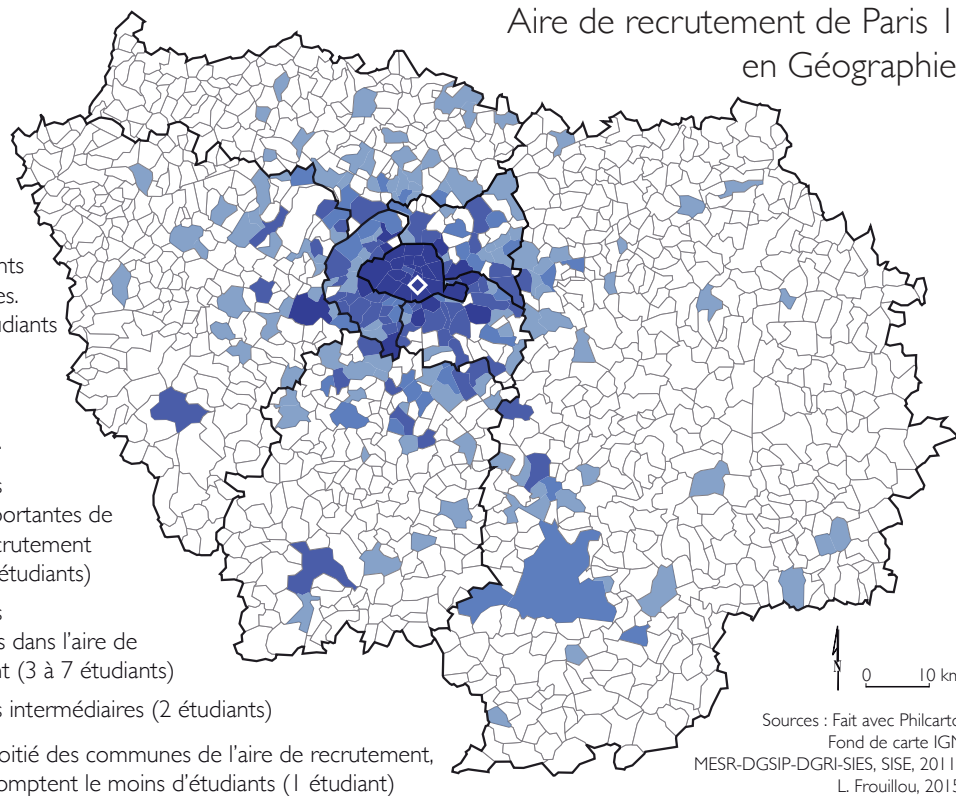 Aire de recrutement de Paris 1
en Géographie
nts
es.
udiants
s
portantes de
crutement
étudiants)
s
s dans l'aire de
nt (3 à 7 étudiants)
s intermédiaires (2 étudiants)
oitié des communes de l'aire de recrutement,
omptent le moins d'étudiants (1 étudiant)
N
0 10 km
Sources : Fait avec Philcarto
Fond de carte IGN
MESR-DGSIP-DGRI-SIES, SISE, 2011
L. Frouillou, 2015